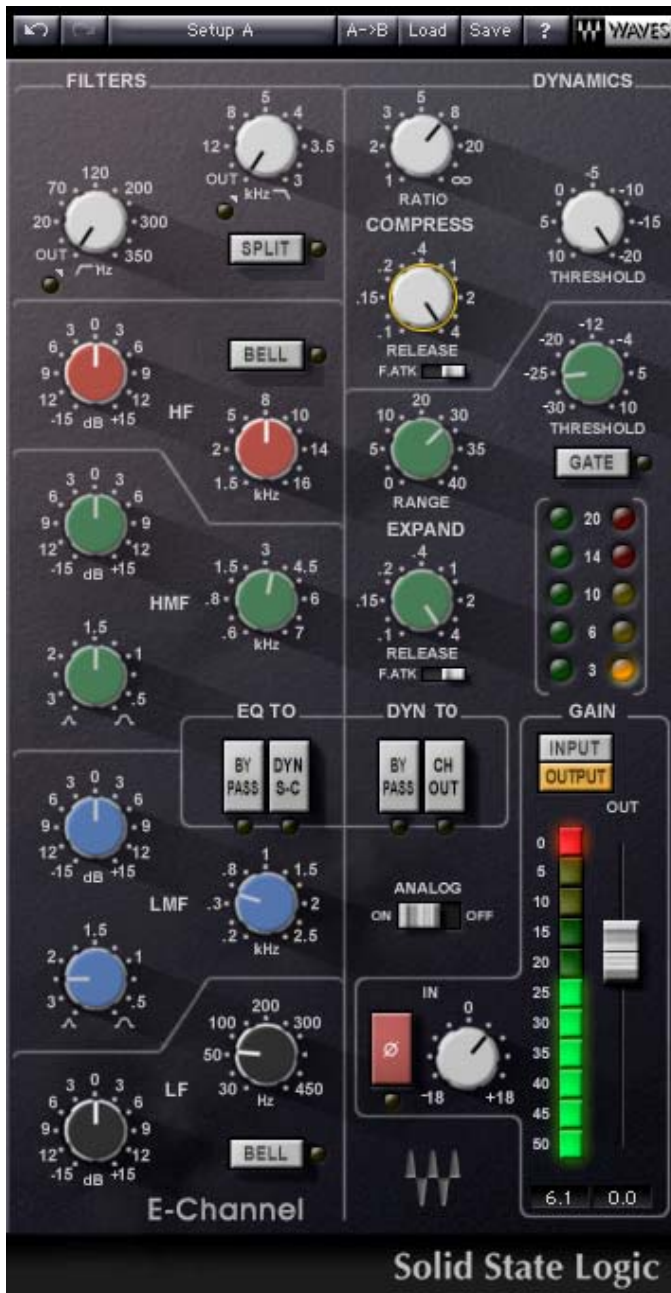 Setup A
A->B
Load
Save
?
WAVES
FILTERS
DYNAMICS
8 5 4
12 3.5
OUT kHz 3
3 5 8
2 20
1 ∞
RATIO
120
70 200
20 300
OUT Hz 350
SPLIT
COMPRESS
-5
0 -10
5 -15
10 -20
THRESHOLD
.4
.2 1
.15 2
.1 4
RELEASE
F.ATK
0
3 3
6 6
9 9
12 12
-15 dB +15
HF
BELL
8
5 10
2 14
1.5 16
kHz
-12
-20 -4
-25 5
-30 10
THRESHOLD
GATE
20
10 30
5 35
0 40
RANGE
EXPAND
0
3 3
6 6
9 9
12 12
-15 dB +15
HMF
3
1.5 4.5
.8 6
.6 7
kHz
.4
.2 1
.15 2
.1 4
RELEASE
F.ATK
20
14
10
6
3
1.5
2 1
3 .5
EQ TO
BY PASS
DYN S-C
DYN TO
BY PASS
CH OUT
GAIN
INPUT
OUTPUT
OUT
0
3 3
6 6
9 9
12 12
-15 dB +15
LMF
1
.8 1.5
.3 2
.2 2.5
kHz
ANALOG
ON OFF
0
5
10
15
20
25
30
35
40
45
50
1.5
2 1
3 .5
IN
Ø
0
-18 +18
200
100 300
50
30 Hz 450
LF
0
3 3
6 6
9 9
12 12
-15 dB +15
BELL
6.1 0.0
E-Channel
Solid State Logic